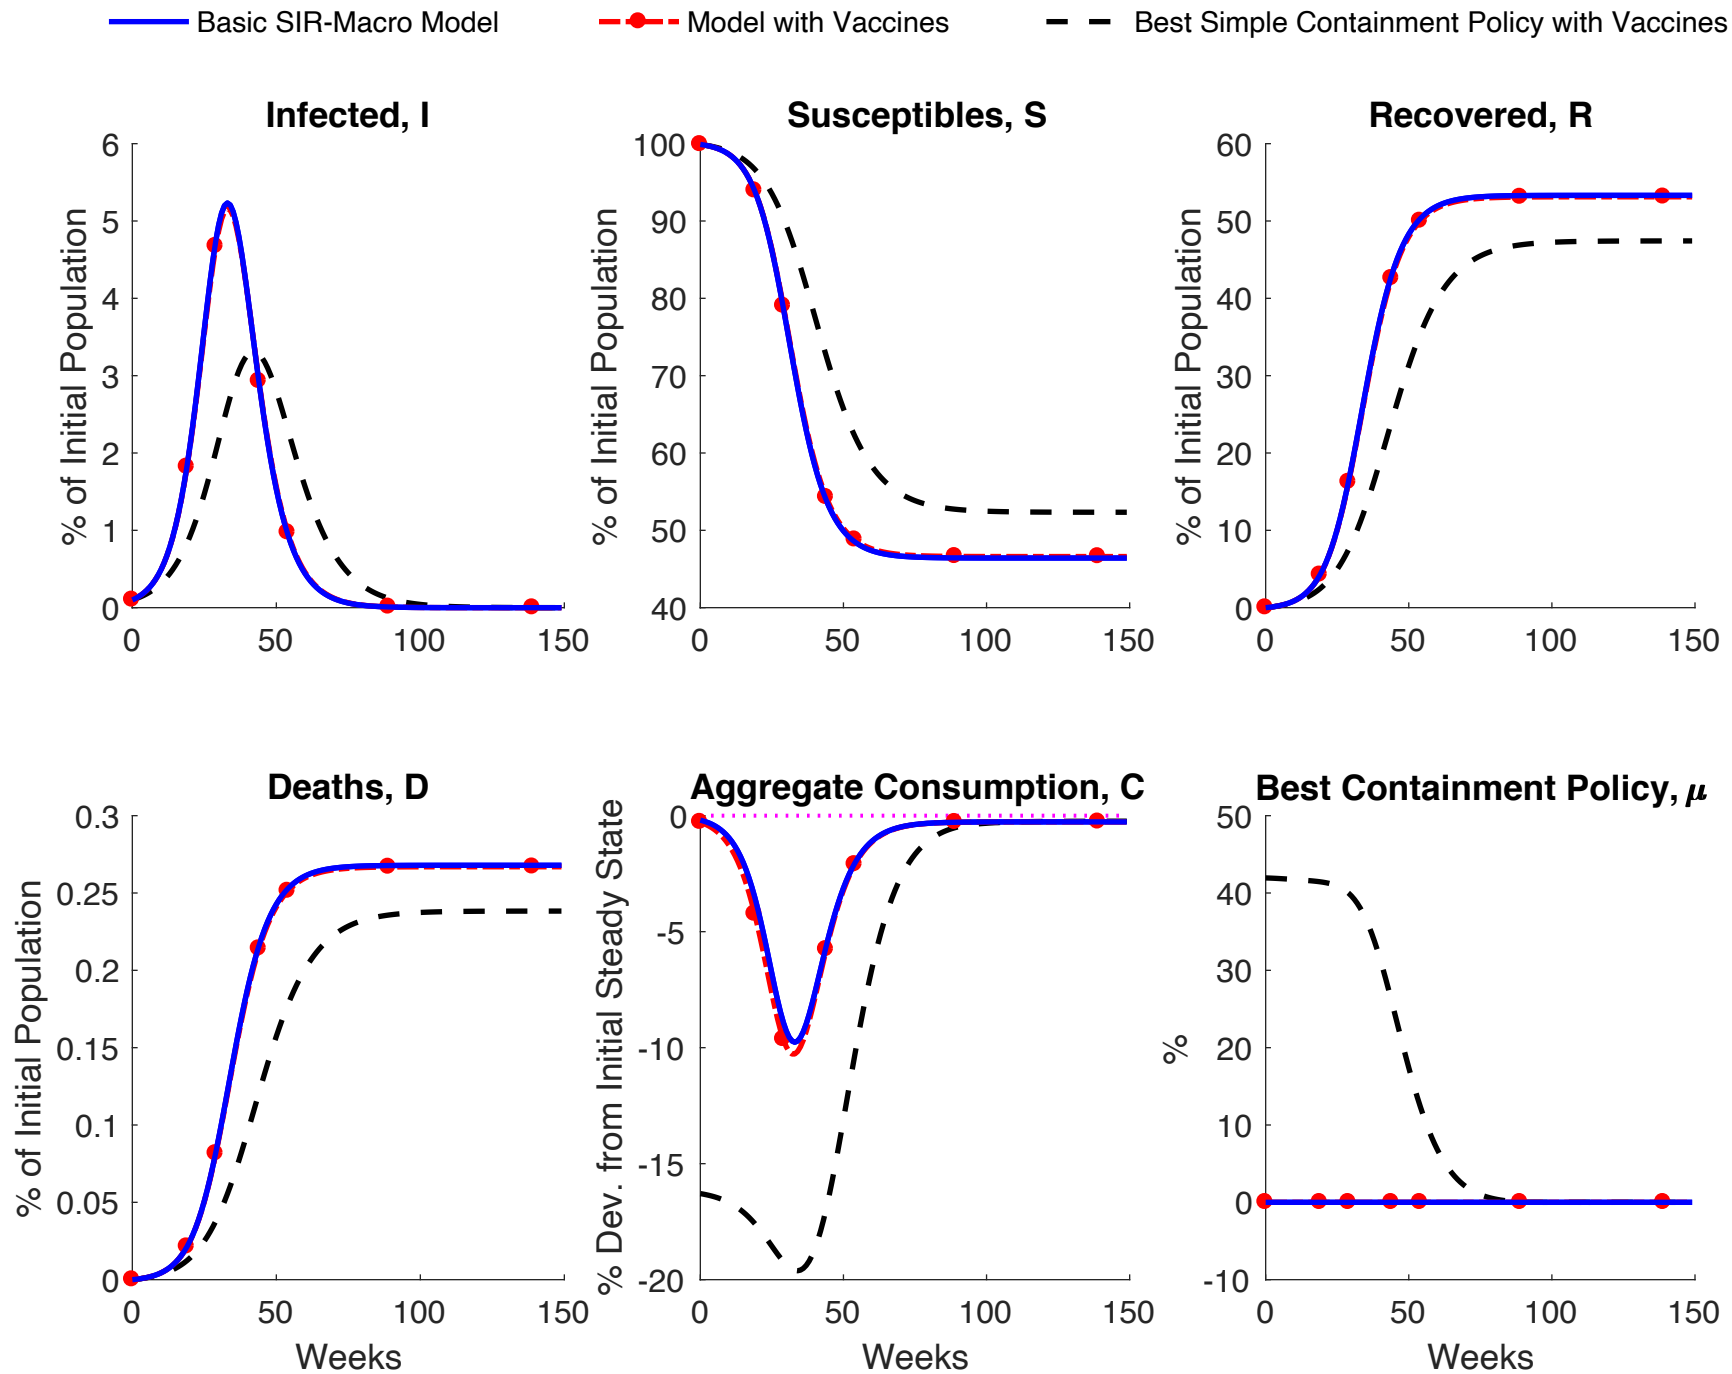 Basic SIR-Macro Model Model with Vaccines Best Simple Containment Policy with Vaccines
Infected, I
% of Initial Population
6
5
4
3
2
1
0
0 50 100 150
Susceptibles, S
% of Initial Population
100
90
80
70
60
50
40
0 50 100 150
Recovered, R
% of Initial Population
60
50
40
30
20
10
0
0 50 100 150
Deaths, D
% of Initial Population
0.3
0.25
0.2
0.15
0.1
0.05
0
0 50 100 150
Weeks
Aggregate Consumption, C
% Dev. from Initial Steady State
0
-5
-10
-15
-20
0 50 100 150
Weeks
Best Containment Policy, μ
%
50
40
30
20
10
0
-10
0 50 100 150
Weeks